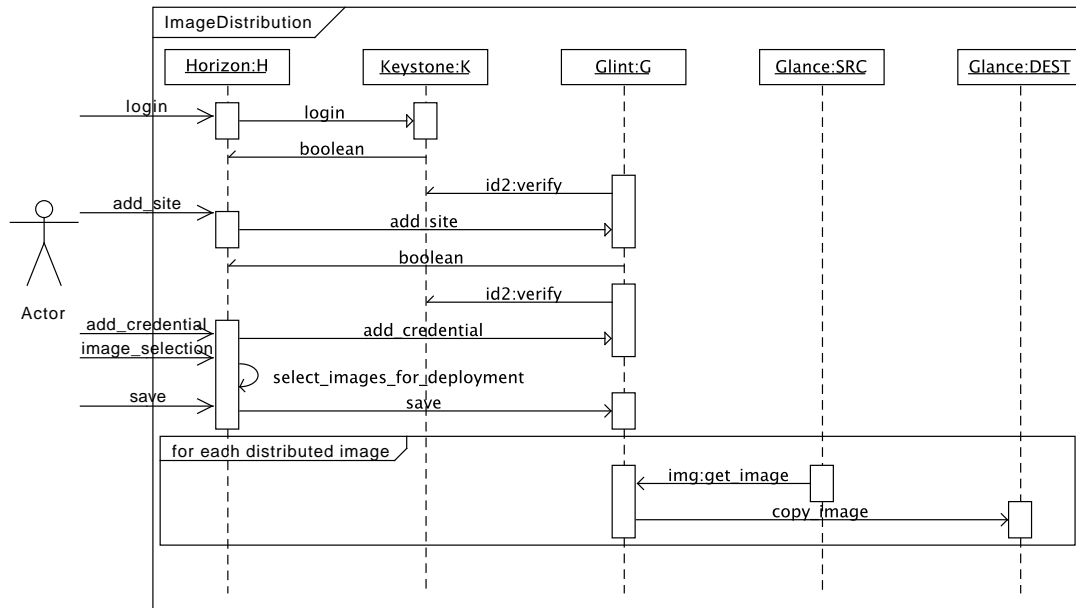 ImageDistribution
Horizon:H
Keystone:K
Glint:G
Glance:SRC
Glance:DEST
login
login
boolean
id2:verify
add_site
add_site
boolean
id2:verify
Actor
add_credential
add_credential
image_selection
select_images_for_deployment
save
save
for each distributed image
img:get_image
copy_image